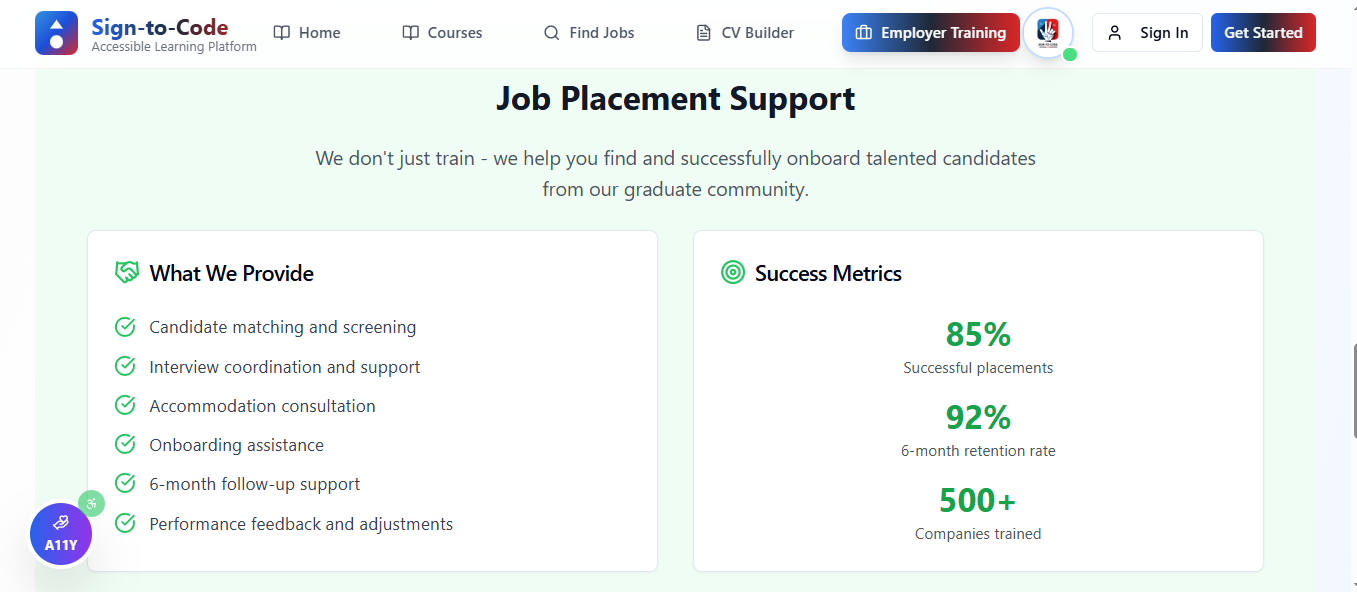 Sign-to-Code
Accessible Learning Platform
Home
Courses
Find Jobs
CV Builder
Employer Training
Sign In
Get Started
Job Placement Support
We don't just train - we help you find and successfully onboard talented candidates
from our graduate community.
What We Provide
Candidate matching and screening
Interview coordination and support
Accommodation consultation
Onboarding assistance
6-month follow-up support
Performance feedback and adjustments
Success Metrics
85%
Successful placements
92%
6-month retention rate
500+
Companies trained
A11Y